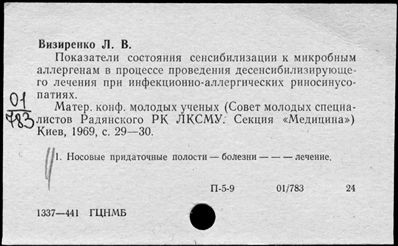 Визиренко Л. В.
Показатели состояния сенсибилизации к микробным
аллергенам в процессе проведения десенсибилизирующе-
го лечения при инфекционно-аллергических риносинусо-
патиях.
01/783
Матер. конф. молодых ученых (Совет молодых специа-
листов Радянского РК ЛКСМУ. Секция «Медицина»)
Киев, 1969, с. 29—30.
1. Носовые придаточные полости — болезни — — — лечение.
П-5-9 01/783 24
1337—441 ГЦНМБ